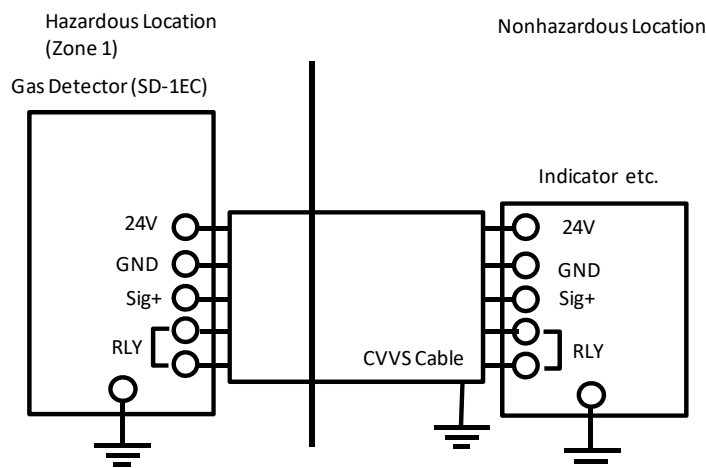 Hazardous Location
(Zone 1)
Nonhazardous Location
Gas Detector (SD-1EC)
Indicator etc.
24V
GND
Sig+
RLY
CVVS Cable
24V
GND
Sig+
RLY